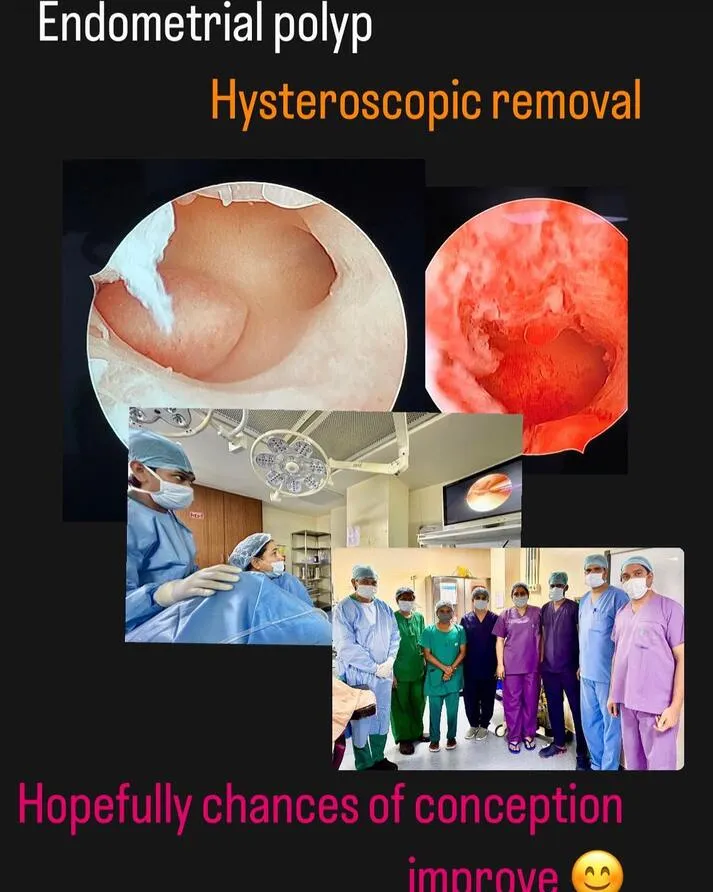 Endometrial polyp
Hysteroscopic removal
Hopefully chances of conception
improve 😊